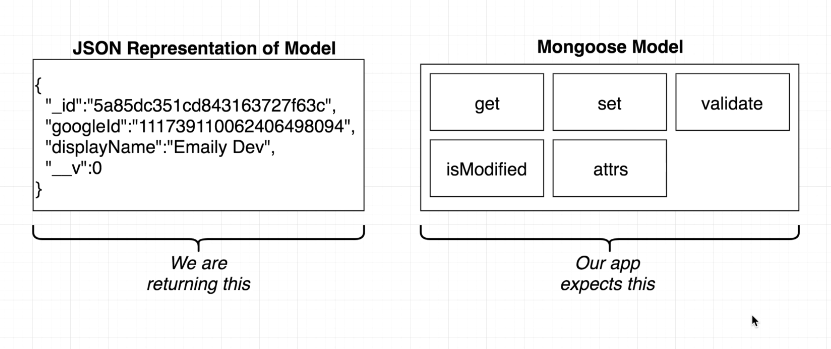 JSON Representation of Model
{
"_id":"5a85dc351cd843163727f63c",
"googleId":"111739110062406498094",
"displayName":"Emaily Dev",
"__v":0
}
We are
returning this
Mongoose Model
get
set
validate
isModified
attrs
Our app
expects this